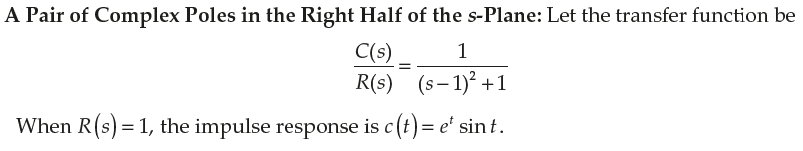 A Pair of Complex Poles in the Right Half of the s-Plane: Let the transfer function be
C(s)/R(s) = 1/((s – 1)² + 1)
When R(s) = 1, the impulse response is c(t) = eᵗ sin t.